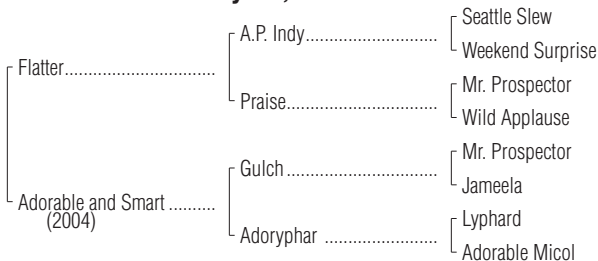 Seattle Slew
A.P. Indy..............................
Weekend Surprise
Flatter...................................
Mr. Prospector
Praise...................................
Wild Applause
Mr. Prospector
Gulch...................................
Jameela
Adorable and Smart ...........
(2004)
Lyphard
Adoryphar ..........................
Adorable Micol